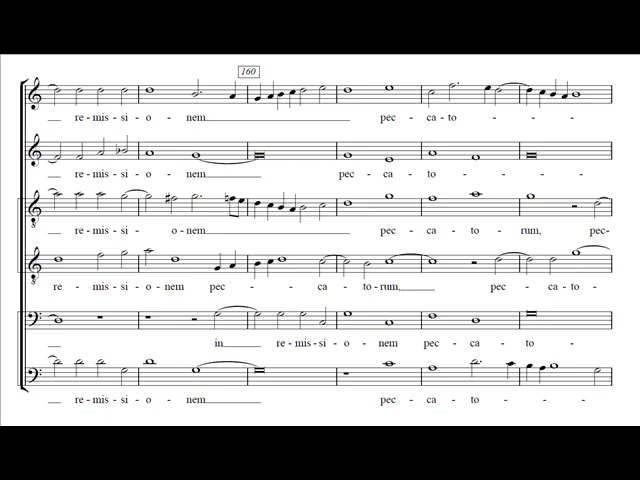 160
re - mis - si - o - nem pec - ca - to - - -
re - mis - si - o - nem pec - ca - to - - -
re - mis - si - o - nem pec - ca - to - rum, pec-
re - mis - si - o - nem pec - - ca - to - rum, pec - ca - to-
in re - mis - si - o - nem pec - ca - to - - -
re - mis - si - o - nem pec - ca - to - - -